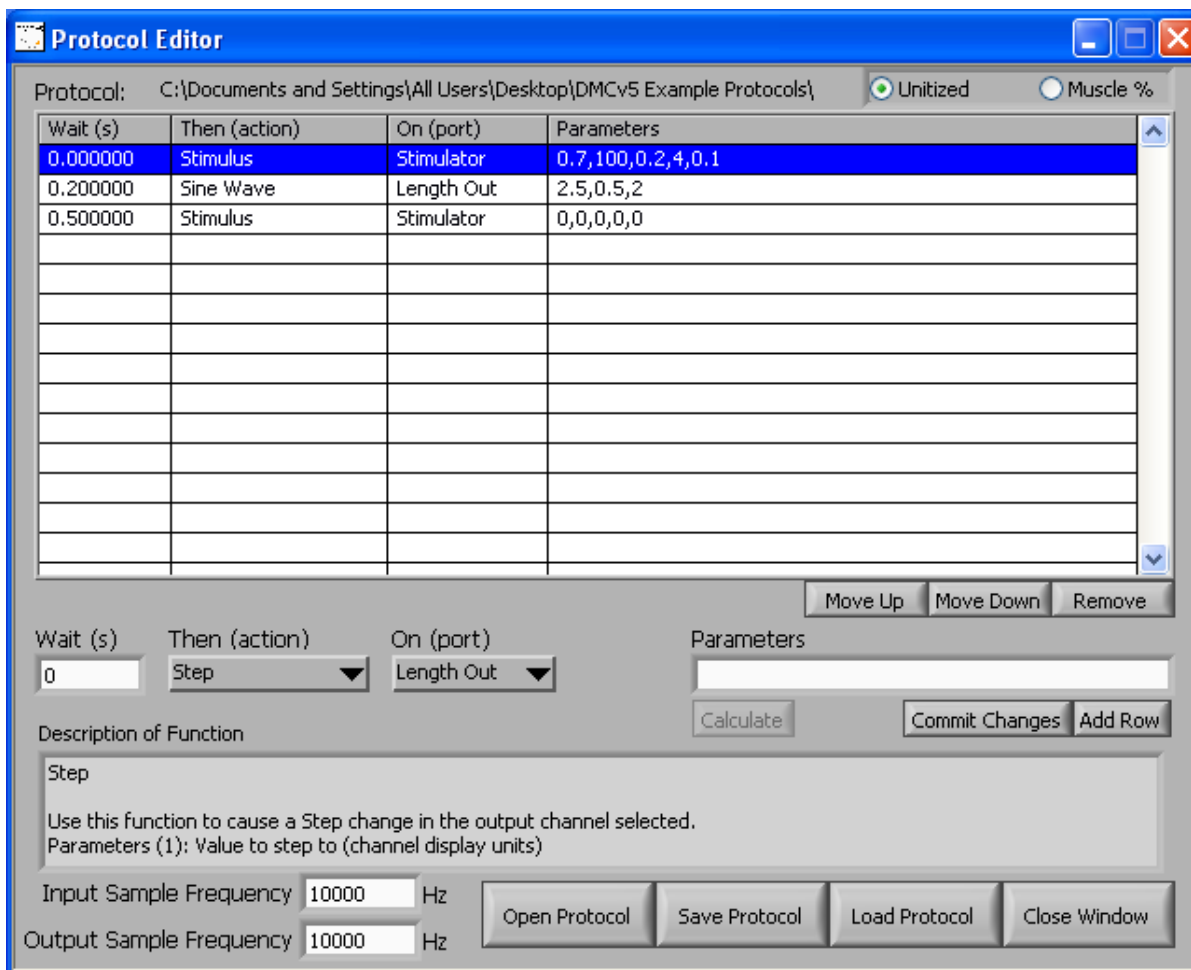 Protocol Editor
Protocol: C:\Documents and Settings\All Users\Desktop\DMCv5 Example Protocols\ Unitized Muscle %
Wait (s) Then (action) On (port) Parameters
0.000000 Stimulus Stimulator 0.7,100,0.2,4,0.1
0.200000 Sine Wave Length Out 2.5,0.5,2
0.500000 Stimulus Stimulator 0,0,0,0,0
Move Up Move Down Remove
Wait (s) Then (action) On (port) Parameters
0 Step Length Out
Calculate Commit Changes Add Row
Description of Function
Step
Use this function to cause a Step change in the output channel selected.
Parameters (1): Value to step to (channel display units)
Input Sample Frequency 10000 Hz
Output Sample Frequency 10000 Hz
Open Protocol Save Protocol Load Protocol Close Window